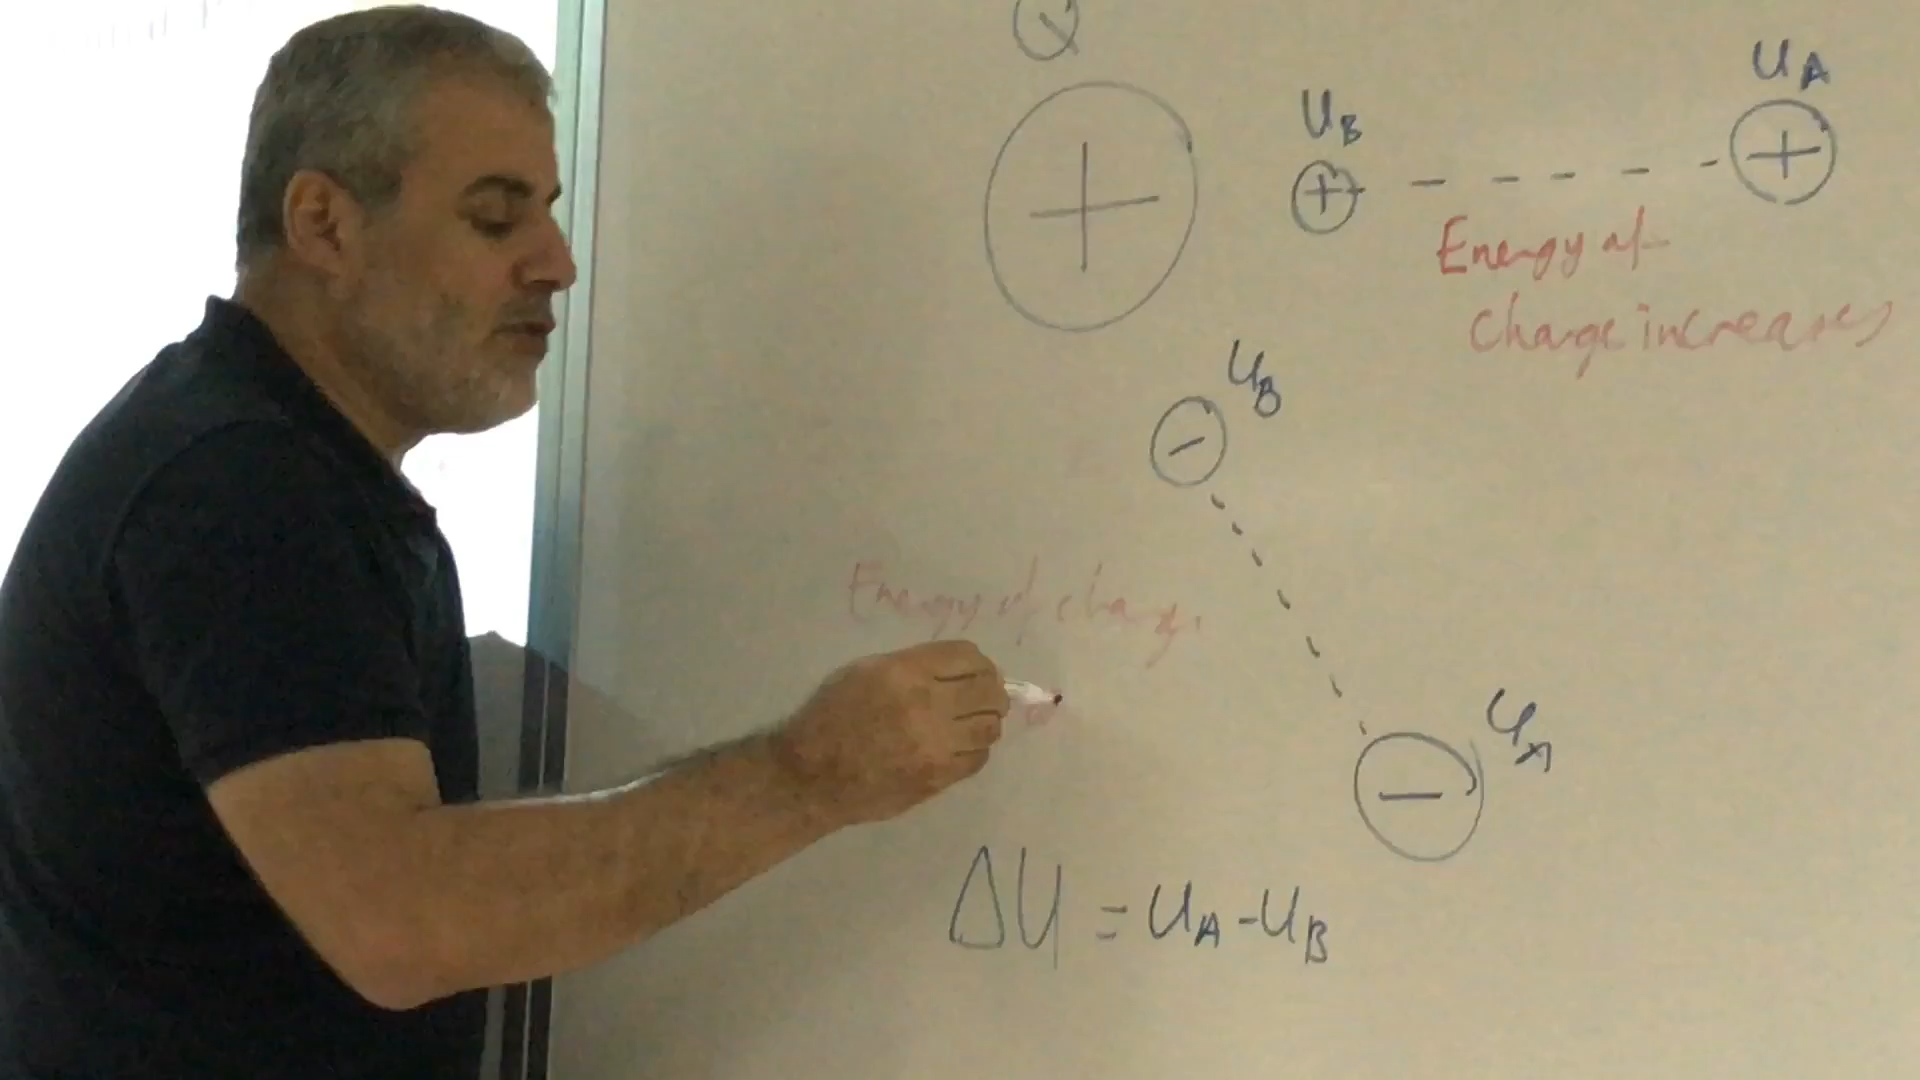 Q
U_B
U_A
+
+
+
Energy of
charge increases
U_B
−
Energy of charge
U_A
−
ΔU = U_A - U_B